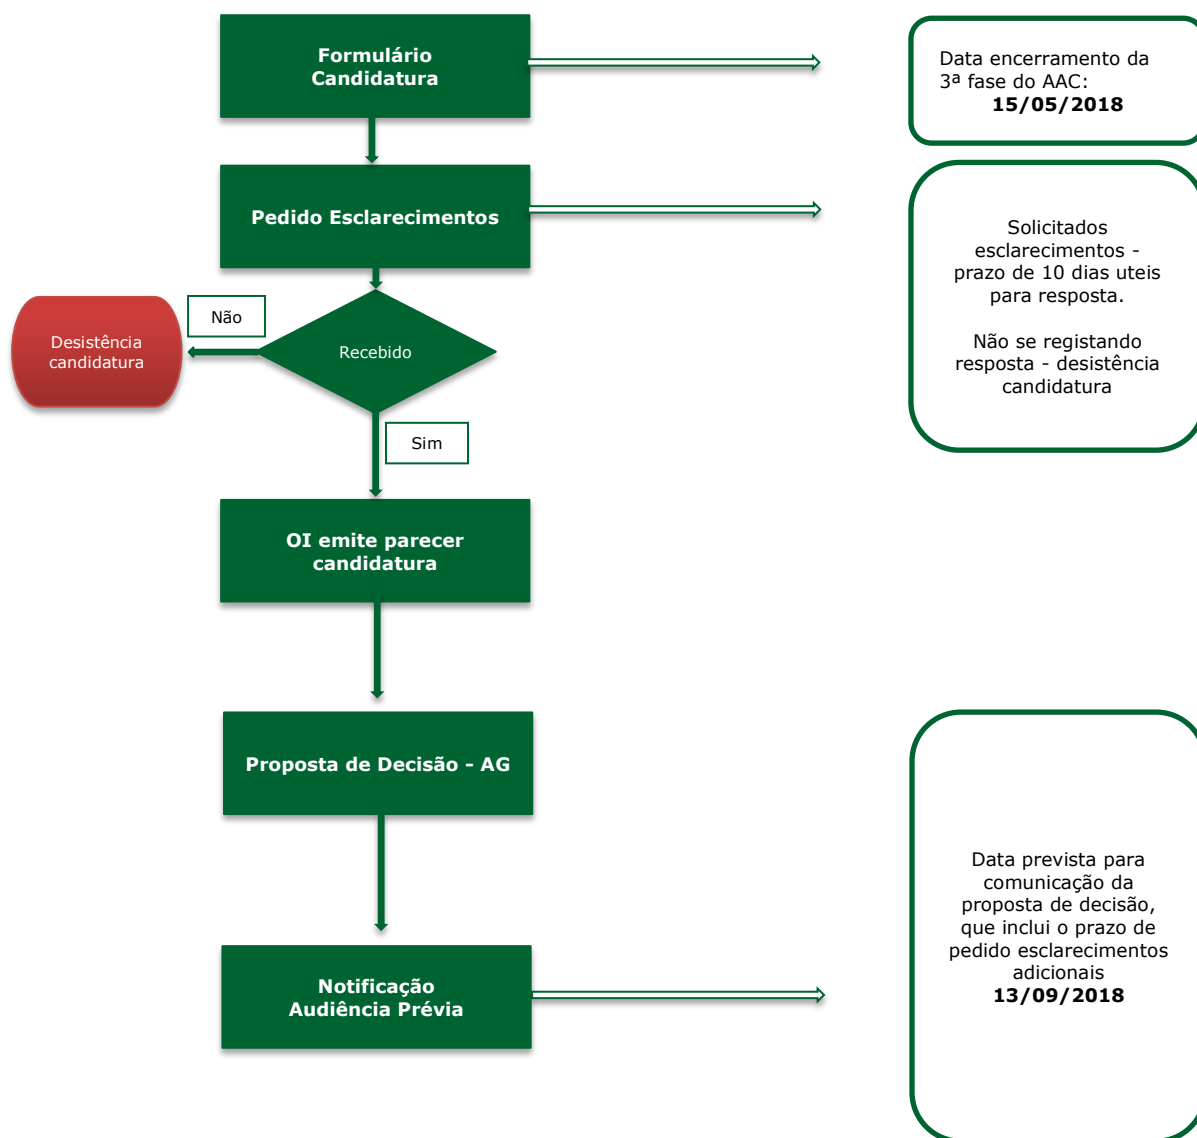 Formulário
Candidatura
Data encerramento da
3ª fase do AAC:
15/05/2018
Pedido Esclarecimentos
Solicitados
esclarecimentos -
prazo de 10 dias uteis
para resposta.
Não se registando
resposta - desistência
candidatura
Não
Desistência
candidatura
Recebido
Sim
OI emite parecer
candidatura
Proposta de Decisão - AG
Data prevista para
comunicação da
proposta de decisão,
que inclui o prazo de
pedido esclarecimentos
adicionais
13/09/2018
Notificação
Audiência Prévia